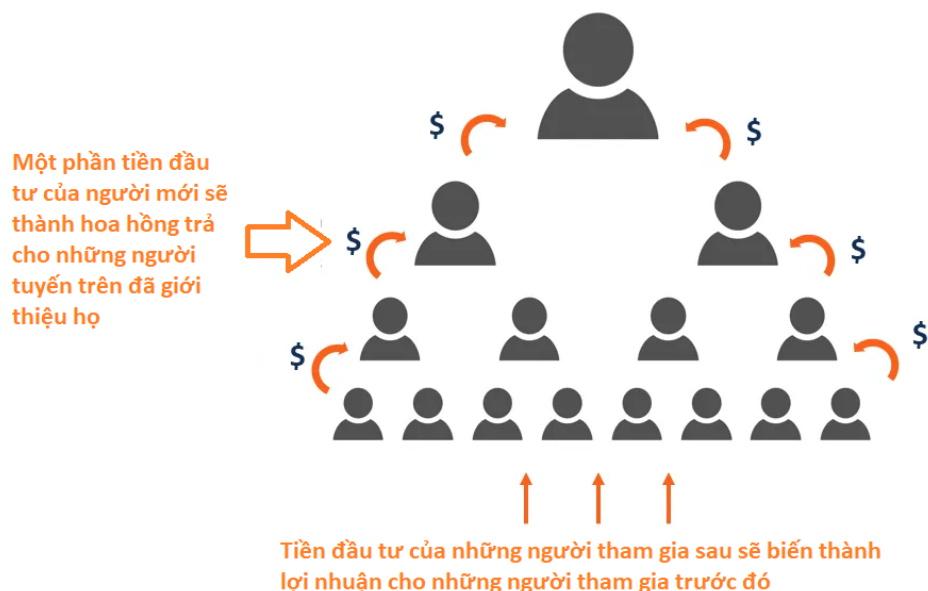 $
$
Một phần tiền đầu
tư của người mới sẽ
thành hoa hồng trả
cho những người
tuyến trên đã giới
thiệu họ
$
$
$
$
Tiền đầu tư của những người tham gia sau sẽ biến thành
lợi nhuận cho những người tham gia trước đó